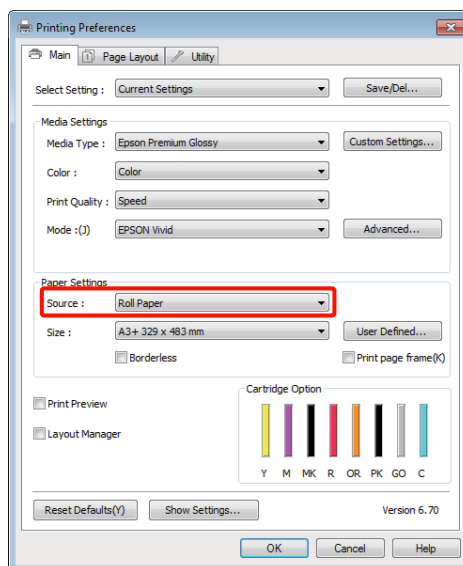 Printing Preferences
Main Page Layout Utility
Select Setting : Current Settings Save/Del...
Media Settings
Media Type : Epson Premium Glossy Custom Settings...
Color : Color
Print Quality : Speed
Mode :(J) EPSON Vivid Advanced...
Paper Settings
Source : Roll Paper
Size : A3+ 329 x 483 mm User Defined...
Borderless Print page frame(K)
Cartridge Option
Print Preview
Layout Manager
Y M MK R OR PK GO C
Reset Defaults(Y) Show Settings... Version 6.70
OK Cancel Help